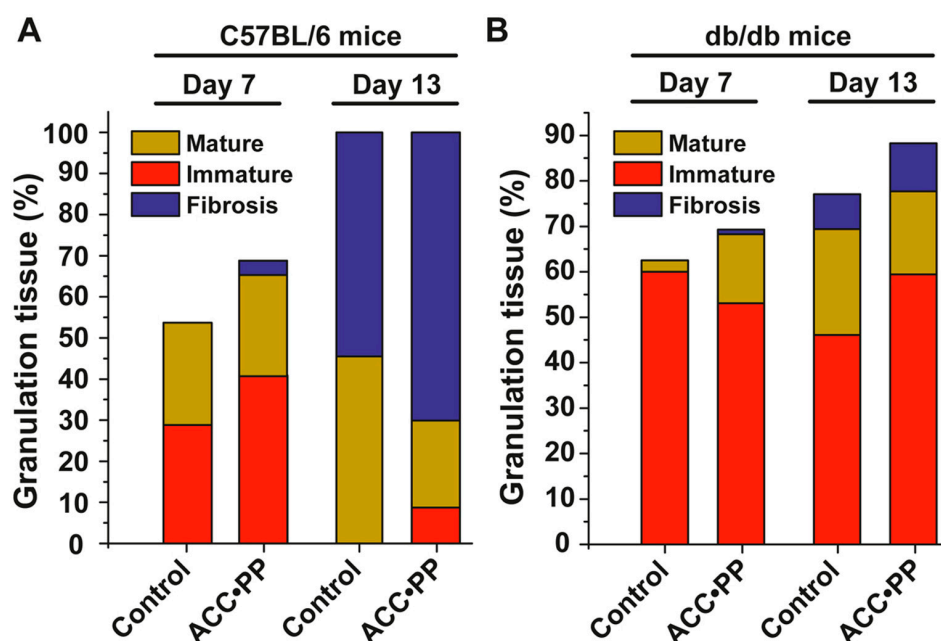 A
C57BL/6 mice
Day 7
Day 13
Mature
Immature
Fibrosis
Granulation tissue (%)
100
90
80
70
60
50
40
30
20
10
0
Control
ACC•PP
Control
ACC•PP
B
db/db mice
Day 7
Day 13
Mature
Immature
Fibrosis
Granulation tissue (%)
90
80
70
60
50
40
30
20
10
0
Control
ACC•PP
Control
ACC•PP